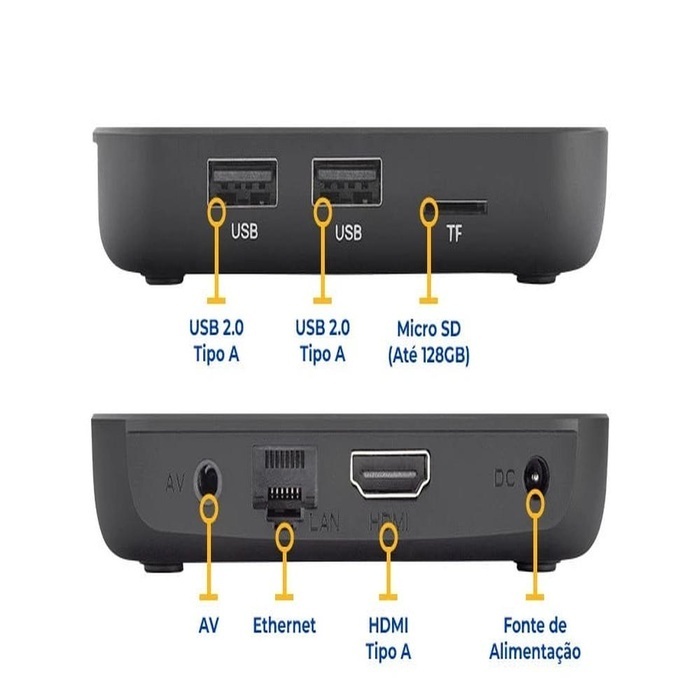 USB
USB
TF
USB 2.0
Tipo A
USB 2.0
Tipo A
Micro SD
(Até 128GB)
AV
LAN
HDMI
DC
AV
Ethernet
HDMI
Tipo A
Fonte de
Alimentação